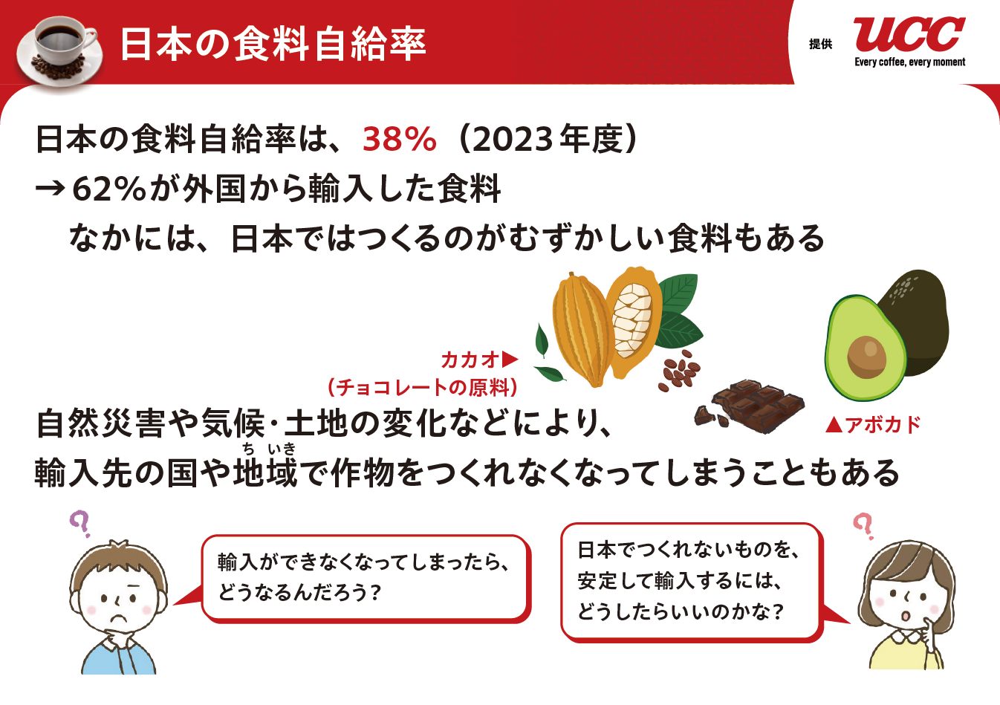 日本の食料自給率
提供
UCC
Every coffee, every moment
日本の食料自給率は、38%（2023年度）
→62%が外国から輸入した食料
なかには、日本ではつくるのがむずかしい食料もある
カカオ▶
（チョコレートの原料）
▲アボカド
自然災害や気候・土地の変化などにより、
ち いき
輸入先の国や地域で作物をつくれなくなってしまうこともある
?
輸入ができなくなってしまったら、
どうなるんだろう？
日本でつくれないものを、
安定して輸入するには、
どうしたらいいのかな？
?